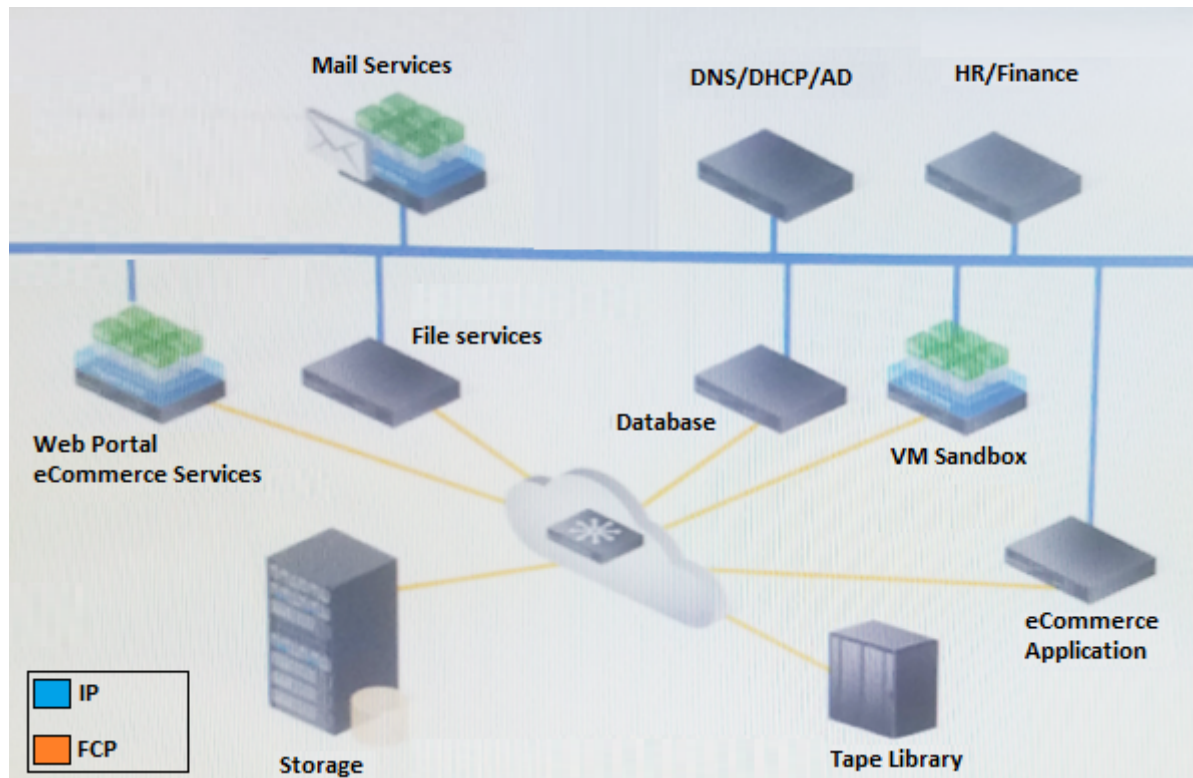 Mail Services
DNS/DHCP/AD
HR/Finance
File services
Web Portal
eCommerce Services
Database
VM Sandbox
eCommerce
Application
IP
FCP
Storage
Tape Library